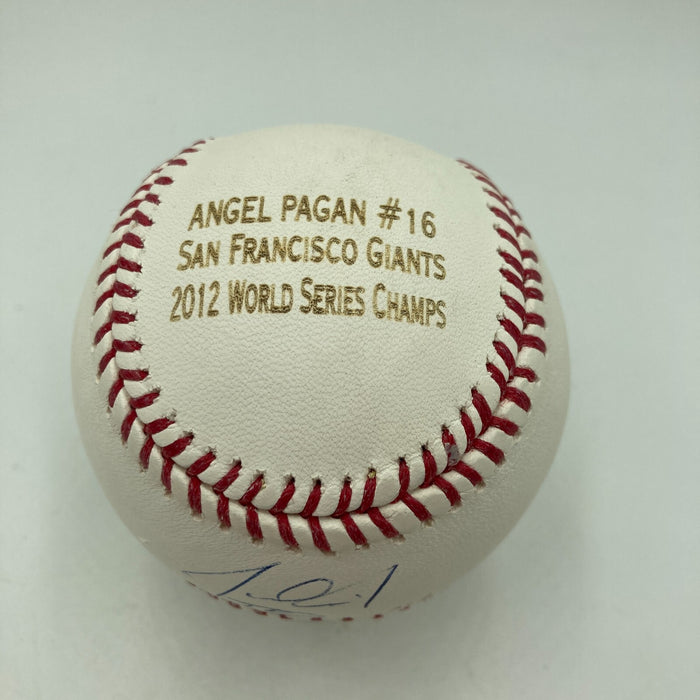 ANGEL PAGAN #16
SAN FRANCISCO GIANTS
2012 WORLD SERIES CHAMPS